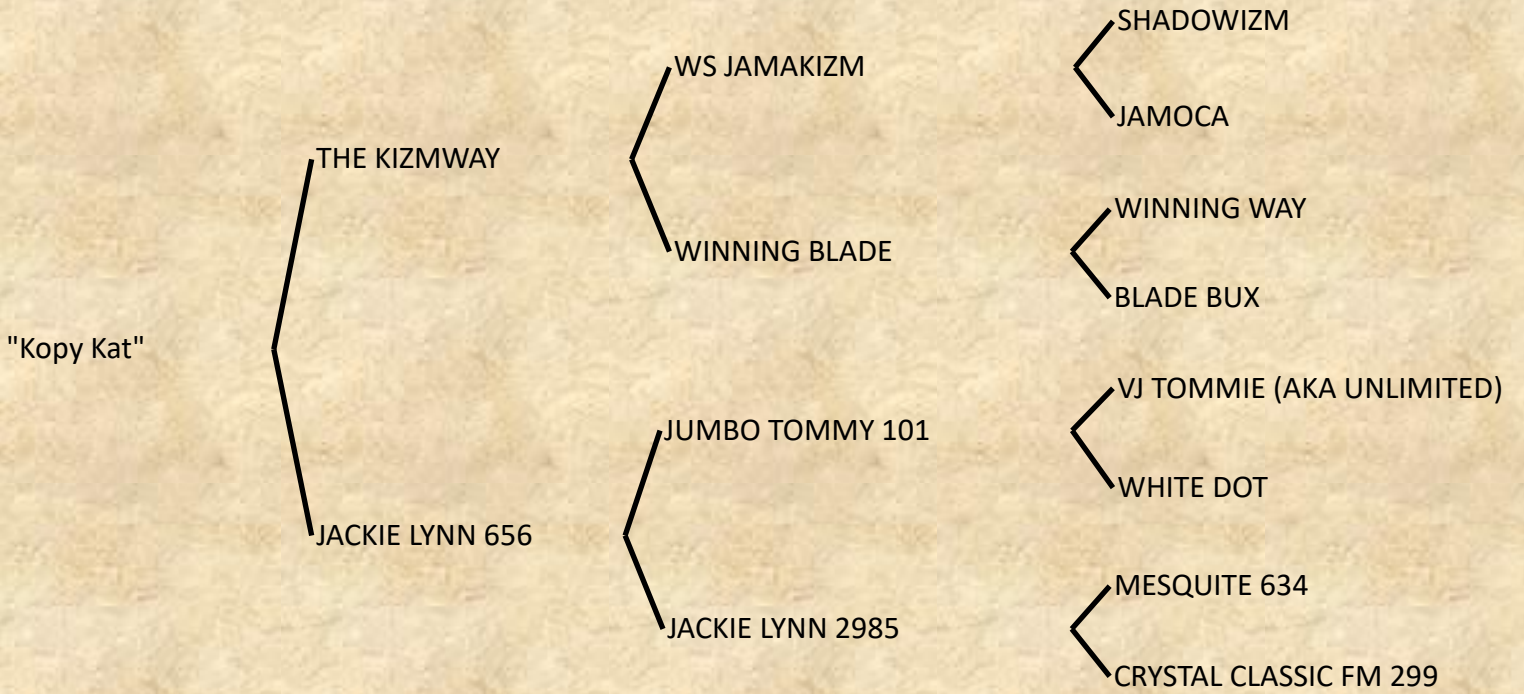 SHADOWIZM
WS JAMAKIZM
JAMOCA
THE KIZMWAY
WINNING WAY
WINNING BLADE
BLADE BUX
"Kopy Kat"
VJ TOMMIE (AKA UNLIMITED)
JUMBO TOMMY 101
WHITE DOT
JACKIE LYNN 656
MESQUITE 634
JACKIE LYNN 2985
CRYSTAL CLASSIC FM 299